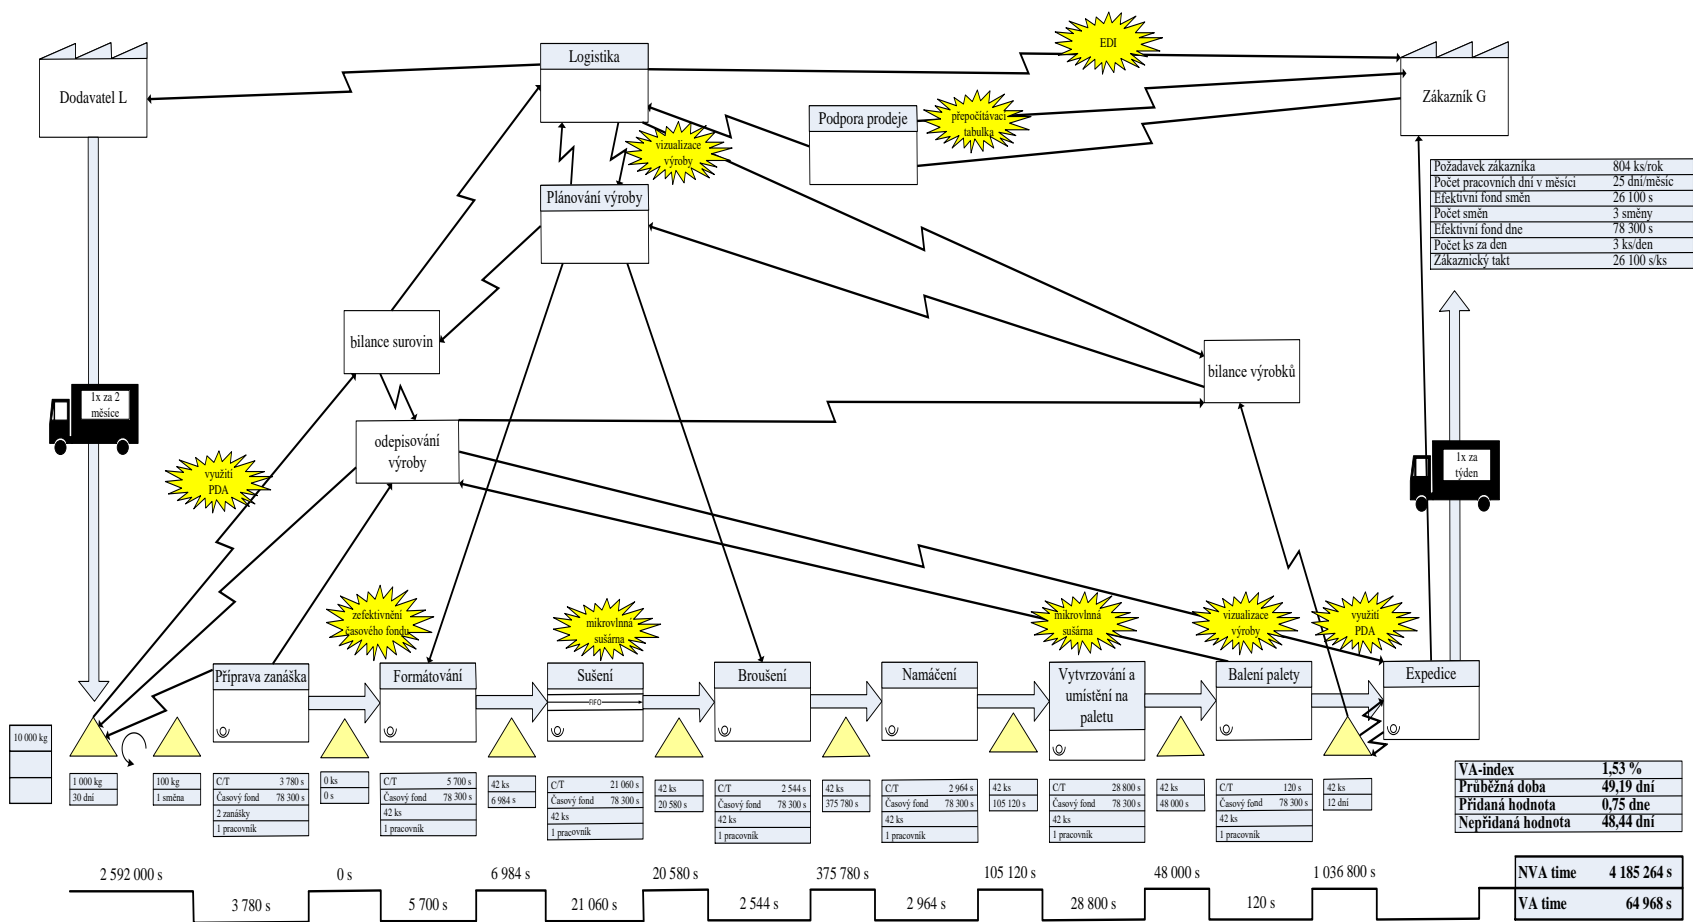 EDI
Logistika
Dodavatel L
Zákazník G
Podpora prodeje
přepočítávací
tabulka
vizualizace
výroby
Plánování výroby
Požadavek zákazníka 804 ks/rok
Počet pracovních dní v měsíci 25 dní/měsíc
Efektivní fond směn 26 100 s
Počet směn 3 směny
Efektivní fond dne 78 300 s
Počet ks za den 3 ks/den
Zákaznický takt 26 100 s/ks
bilance surovin
bilance výrobků
1x za 2
měsíce
odepisování
výroby
1x za
týden
využití
PDA
zefektivnění
časového fondu
mikrovlnná
sušárna
mikrovlnná
sušárna
vizualizace
výroby
využití
PDA
Příprava zanáška
Formátování
Sušení
FIFO
Broušení
Namáčení
Vytvrzování a
umístění na
paletu
Balení palety
Expedice
10 000 kg
1 000 kg
30 dní
100 kg
1 směna
C/T 3 780 s
Časový fond 78 300 s
2 zanášky
1 pracovník
0 ks
0 s
C/T 5 700 s
Časový fond 78 300 s
42 ks
1 pracovník
42 ks
6 984 s
C/T 21 060 s
Časový fond 78 300 s
42 ks
1 pracovník
42 ks
20 580 s
C/T 2 544 s
Časový fond 78 300 s
42 ks
1 pracovník
42 ks
375 780 s
C/T 2 964 s
Časový fond 78 300 s
42 ks
1 pracovník
42 ks
105 120 s
C/T 28 800 s
Časový fond 78 300 s
42 ks
1 pracovník
42 ks
48 000 s
C/T 120 s
Časový fond 78 300 s
42 ks
1 pracovník
42 ks
12 dní
VA-index 1,53 %
Průběžná doba 49,19 dní
Přidaná hodnota 0,75 dne
Nepřidaná hodnota 48,44 dní
2 592 000 s 0 s 6 984 s 20 580 s 375 780 s 105 120 s 48 000 s 1 036 800 s
NVA time 4 185 264 s
3 780 s 5 700 s 21 060 s 2 544 s 2 964 s 28 800 s 120 s
VA time 64 968 s